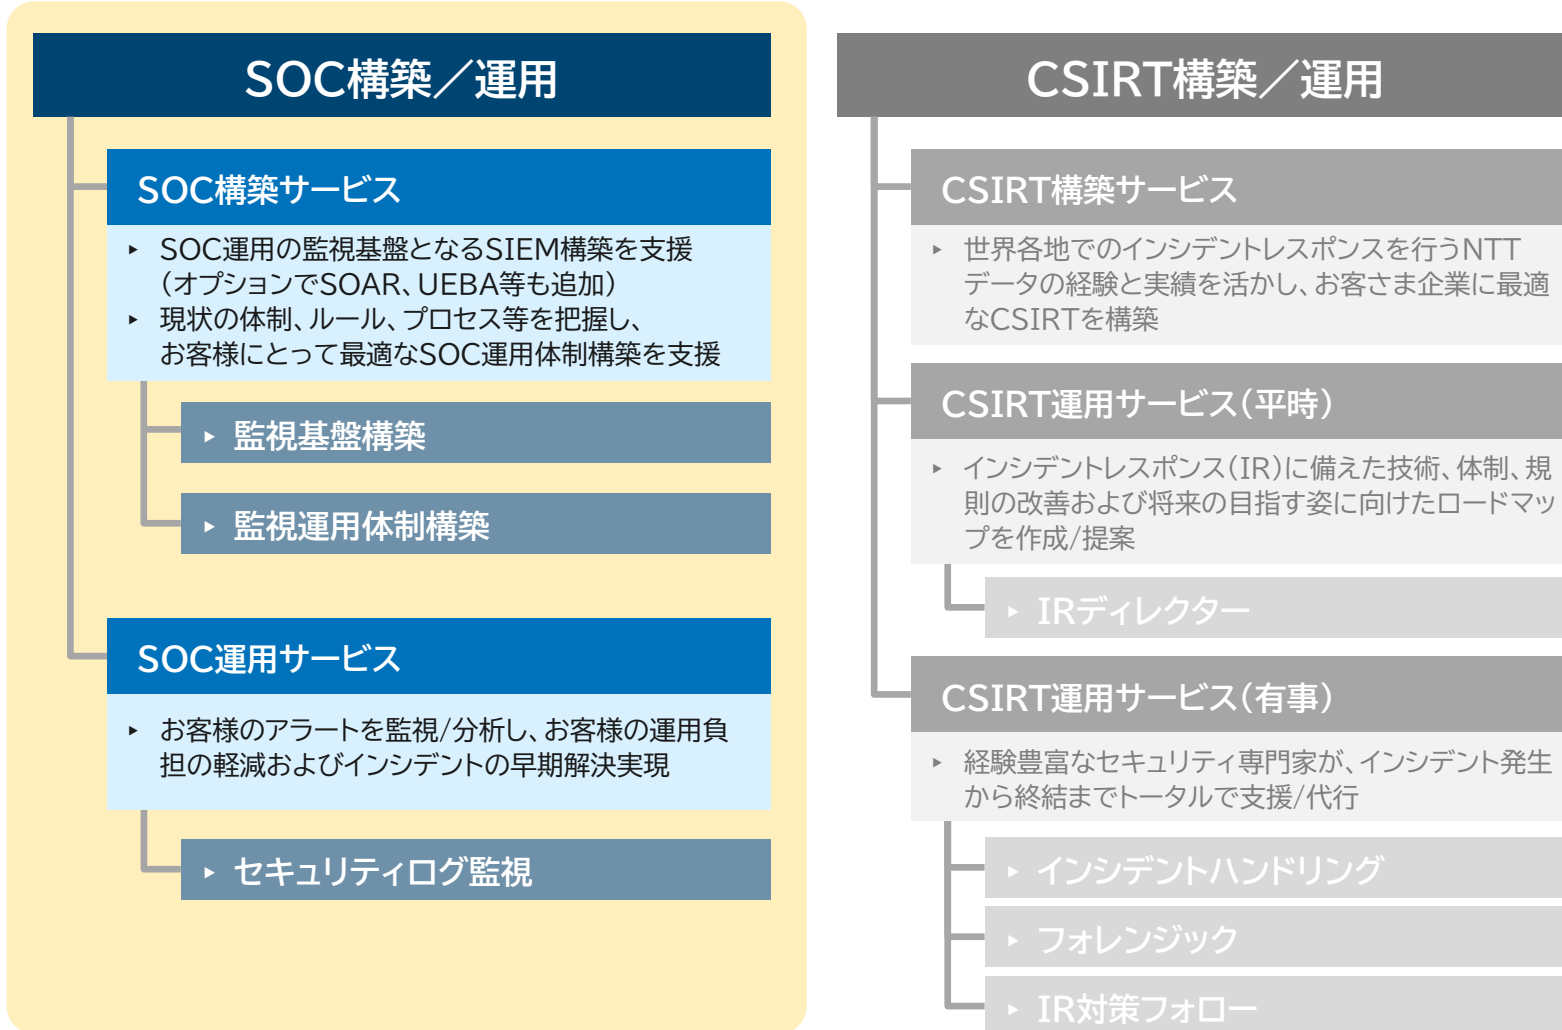 SOC構築／運用
SOC構築サービス
▸ SOC運用の監視基盤となるSIEM構築を支援
（オプションでSOAR、UEBA等も追加）
▸ 現状の体制、ルール、プロセス等を把握し、
お客様にとって最適なSOC運用体制構築を支援
▸ 監視基盤構築
▸ 監視運用体制構築
SOC運用サービス
▸ お客様のアラートを監視/分析し、お客様の運用負
担の軽減およびインシデントの早期解決実現
▸ セキュリティログ監視
CSIRT構築／運用
CSIRT構築サービス
▸ 世界各地でのインシデントレスポンスを行うNTT
データの経験と実績を活かし、お客さま企業に最適
なCSIRTを構築
CSIRT運用サービス（平時）
▸ インシデントレスポンス（IR）に備えた技術、体制、規
則の改善および将来の目指す姿に向けたロードマッ
プを作成/提案
▸ IRディレクター
CSIRT運用サービス（有事）
▸ 経験豊富なセキュリティ専門家が、インシデント発生
から終結までトータルで支援/代行
▸ インシデントハンドリング
▸ フォレンジック
▸ IR対策フォロー